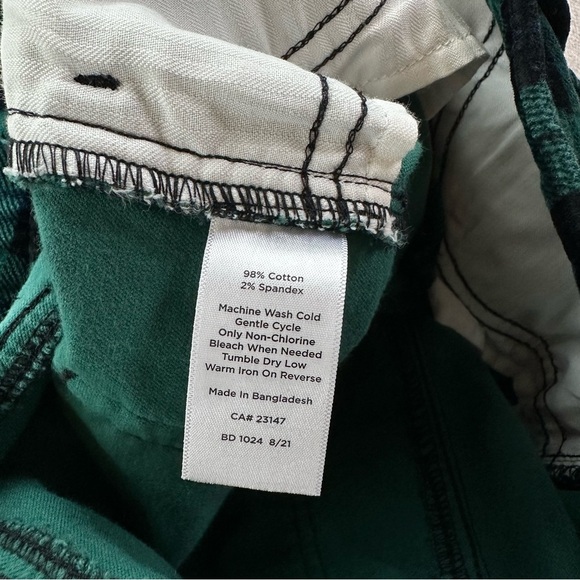 98% Cotton
2% Spandex
Machine Wash Cold
Gentle Cycle
Only Non-Chlorine
Bleach When Needed
Tumble Dry Low
Warm Iron On Reverse
Made In Bangladesh
CA# 23147
BD 1024 8/21